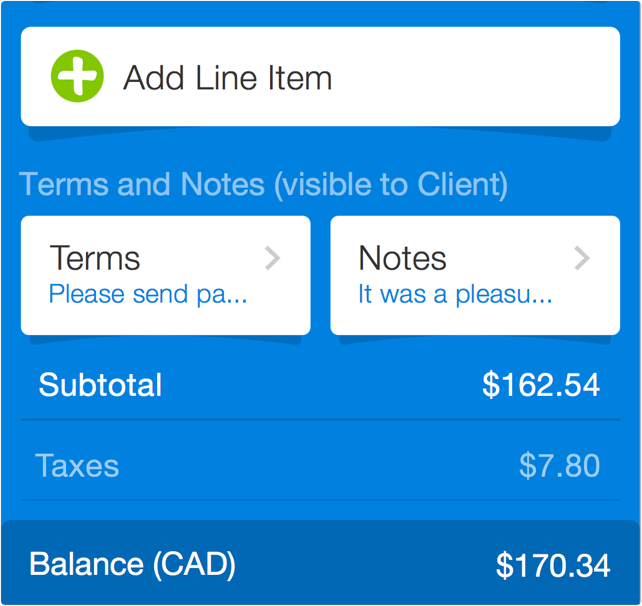 Add Line Item
Terms and Notes (visible to Client)
Terms
Please send pa...
Notes
It was a pleasu...
Subtotal $162.54
Taxes $7.80
Balance (CAD) $170.34